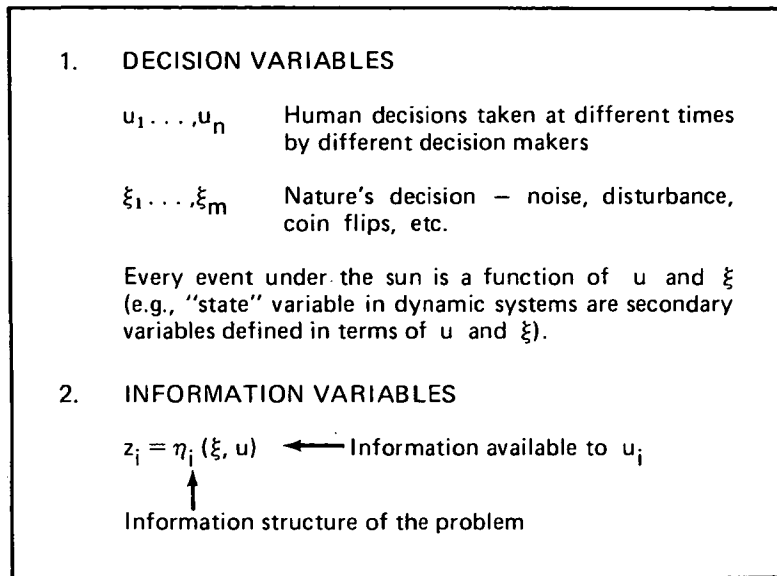 1. DECISION VARIABLES
u₁ . . . ,uₙ Human decisions taken at different times
by different decision makers
ξ₁ . . . ,ξₘ Nature's decision – noise, disturbance,
coin flips, etc.
Every event under the sun is a function of u and ξ
(e.g., "state" variable in dynamic systems are secondary
variables defined in terms of u and ξ).
2. INFORMATION VARIABLES
zᵢ = ηᵢ (ξ, u) ← Information available to uᵢ
↑
Information structure of the problem